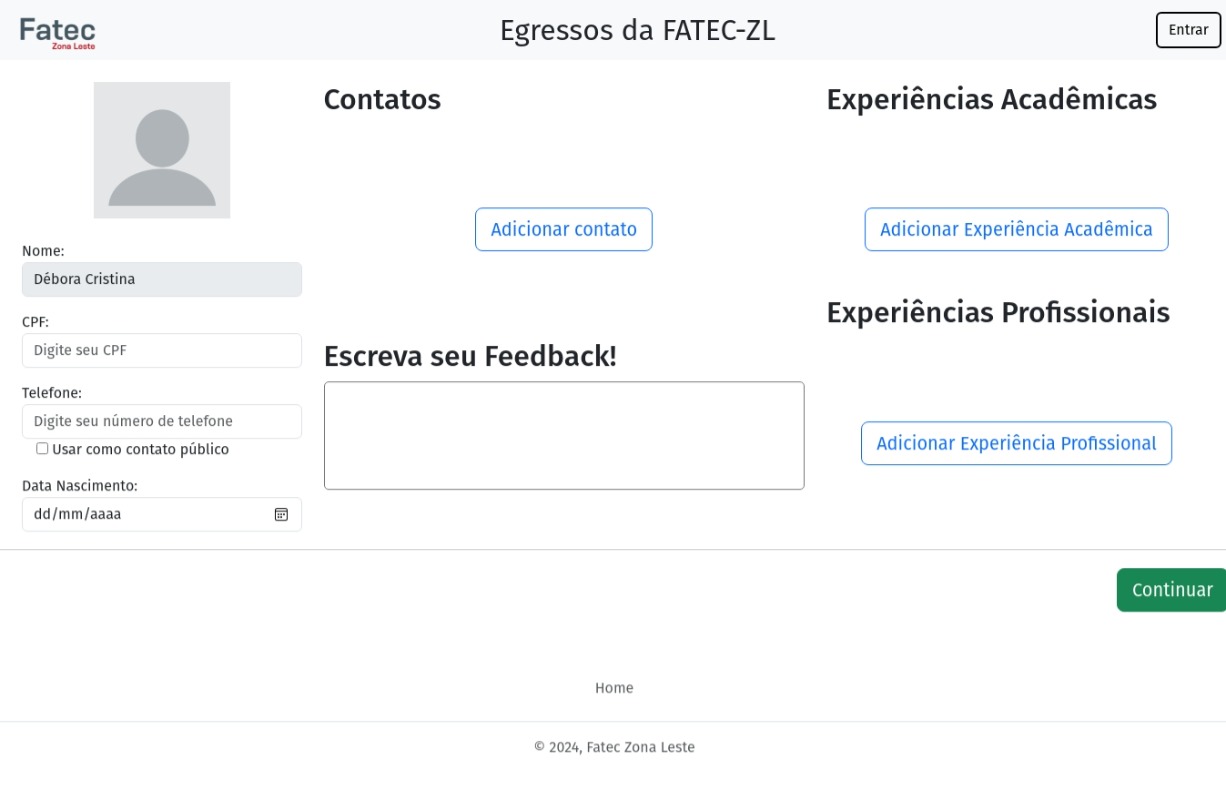 Fatec
Zona Leste
Egressos da FATEC-ZL
Entrar
Nome:
Débora Cristina
CPF:
Digite seu CPF
Telefone:
Digite seu número de telefone
Usar como contato público
Data Nascimento:
dd/mm/aaaa
Contatos
Adicionar contato
Escreva seu Feedback!
Experiências Acadêmicas
Adicionar Experiência Acadêmica
Experiências Profissionais
Adicionar Experiência Profissional
Continuar
Home
© 2024, Fatec Zona Leste